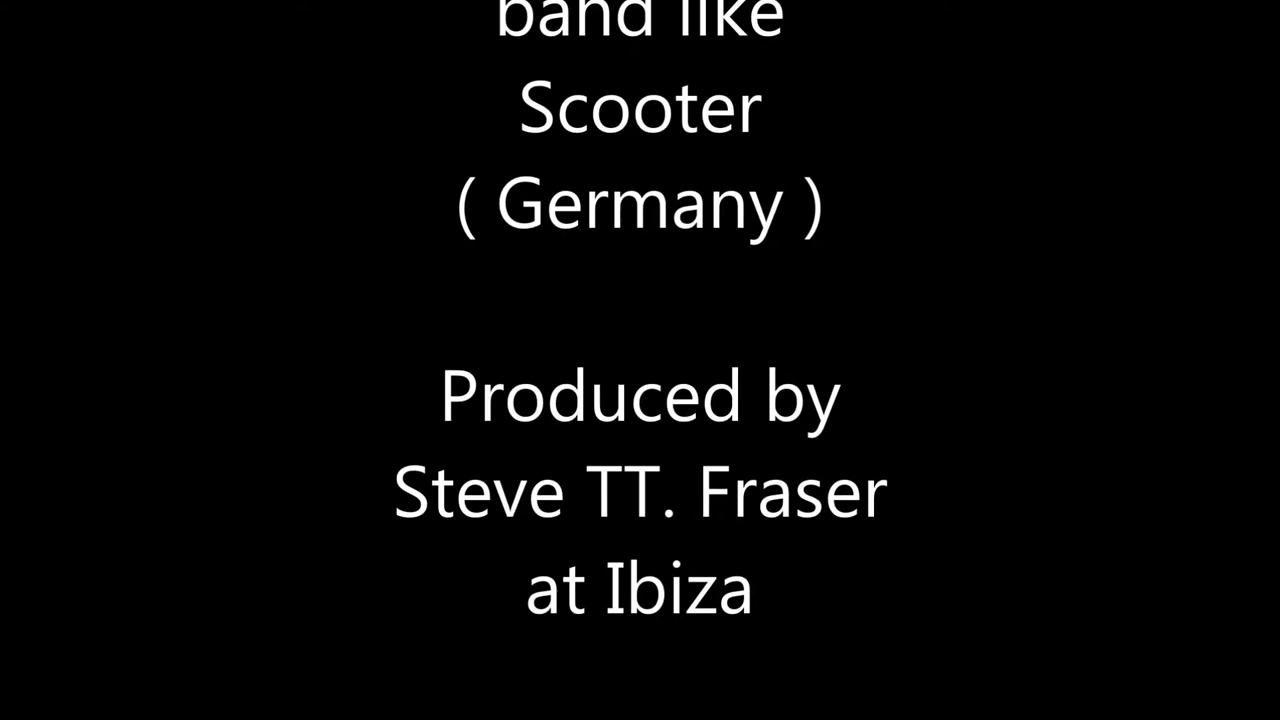 band like
Scooter
( Germany )
Produced by
Steve TT. Fraser
at Ibiza